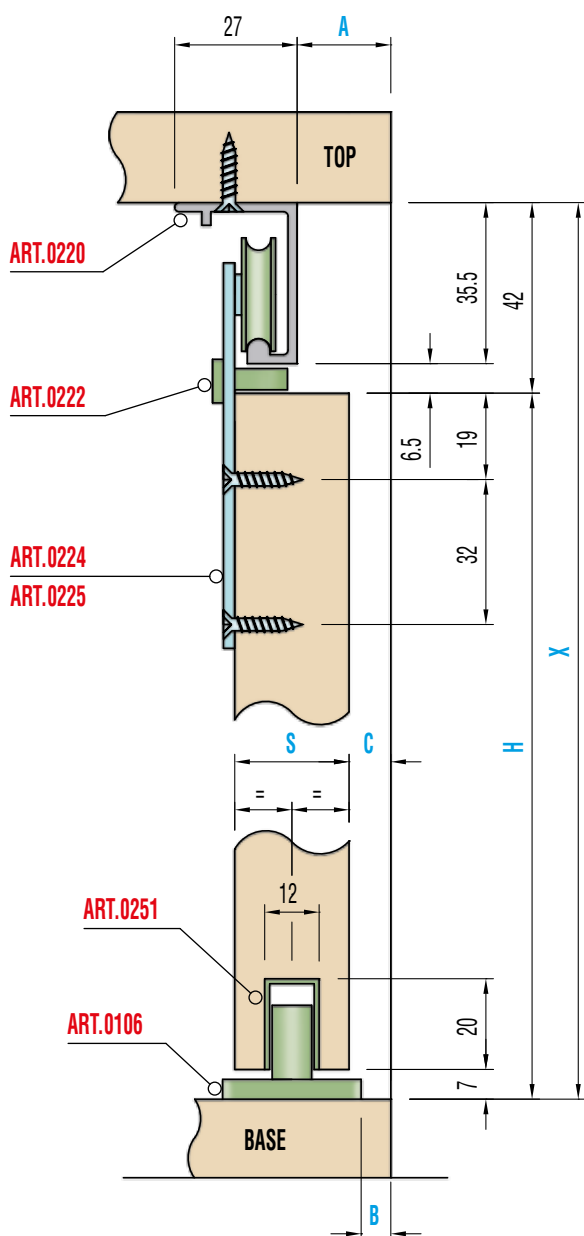 27
A
TOP
ART.0220
35.5
42
ART.0222
6.5
19
ART.0224
ART.0225
32
X
H
S
C
=
=
12
ART.0251
ART.0106
20
7
BASE
B